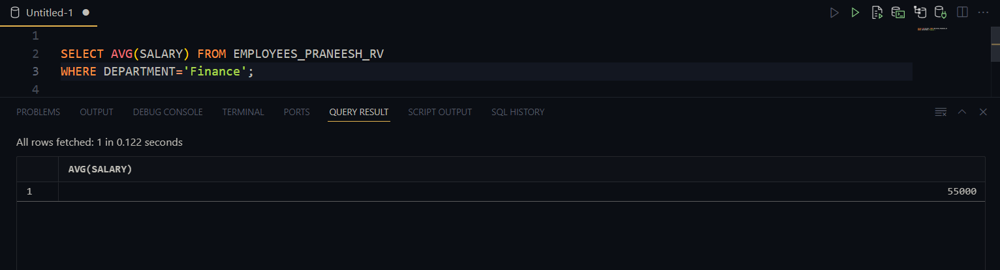 Untitled-1
1
2 SELECT AVG(SALARY) FROM EMPLOYEES_PRANEESH_RV
3 WHERE DEPARTMENT='Finance';
4
PROBLEMS OUTPUT DEBUG CONSOLE TERMINAL PORTS QUERY RESULT SCRIPT OUTPUT SQL HISTORY
All rows fetched: 1 in 0.122 seconds
AVG(SALARY)
1 55000